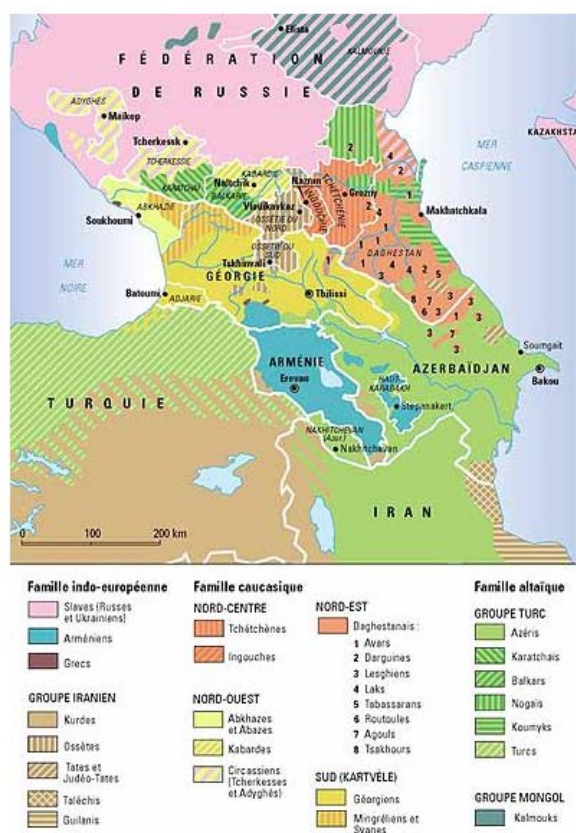 Elista
KALMOUKIE
FÉDÉRATION
DE RUSSIE
ADYGHÉS
Maïkop
KAZAKHSTA
Tcherkessk
TCHERKESSIE
MER
CASPIENNE
KARATCHAÏ
KABARDIE
Naltchik
BALKARIE
Nazran
INGOUCHIE
TCHÉTCHÉNIE
Grozny
Makhatchkala
ABKHAZIE
Soukhoumi
Vladikavkaz
OSSÉTIE DU
NORD
OSSÉTIE DU
SUD
DAGHESTAN
Tskhinvali
GÉORGIE
MER
NOIRE
Batoumi
ADJARIE
Tbilissi
ARMÉNIE
Erevan
AZERBAÏDJAN
Soumgaït
Bakou
HAUT-
KARABAKH
Stepanakert
TURQUIE
NAKHITCHEVAN
(Azer.)
Nakhitchevan
IRAN
0 100 200 km
Famille indo-européenne
Slaves (Russes
et Ukrainiens)
Arméniens
Grecs
GROUPE IRANIEN
Kurdes
Ossètes
Tates et
Judéo-Tates
Taléchis
Guilanis
Famille caucasique
NORD-CENTRE
Tchétchènes
Ingouches
NORD-OUEST
Abkhazes
et Abazes
Kabardes
Circassiens
(Tcherkesses
et Adyghés)
NORD-EST
Daghestanais :
1 Avars
2 Darguines
3 Lesghiens
4 Laks
5 Tabassarans
6 Routoules
7 Agouls
8 Tsakhours
SUD (KARTVÈLE)
Géorgiens
Mingréliens et
Svanes
Famille altaïque
GROUPE TURC
Azéris
Karatchaïs
Balkars
Nogaïs
Koumyks
Turcs
GROUPE MONGOL
Kalmouks